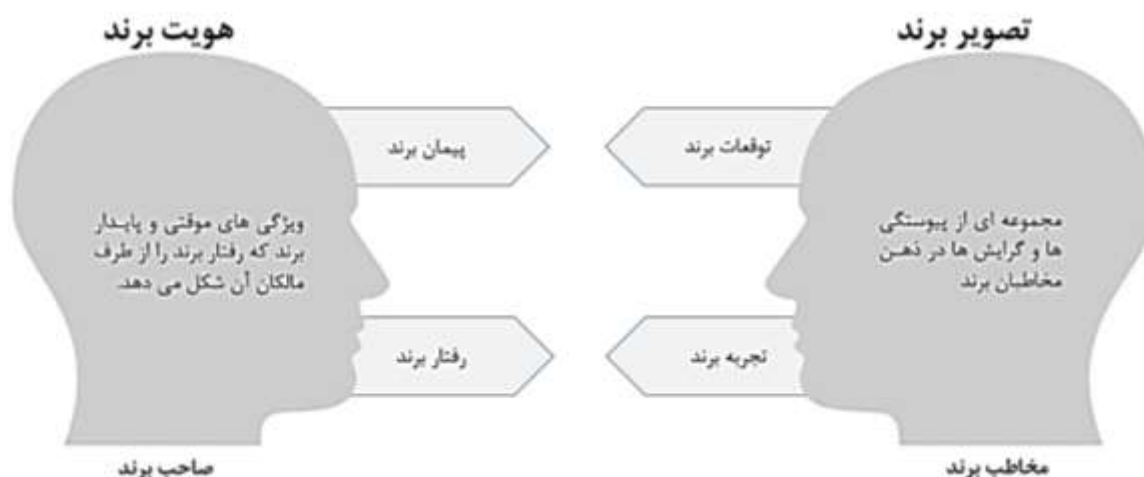 تصویر برند
هویت برند
توقعات برند
پیمان برند
مجموعه ای از پیوستگی
ها و گرایش ها در ذهن
مخاطبان برند
ویژگی های موقتی و پایدار
برند که رفتار برند را از طرف
مالکان آن شکل می دهد.
تجربه برند
رفتار برند
مخاطب برند
صاحب برند